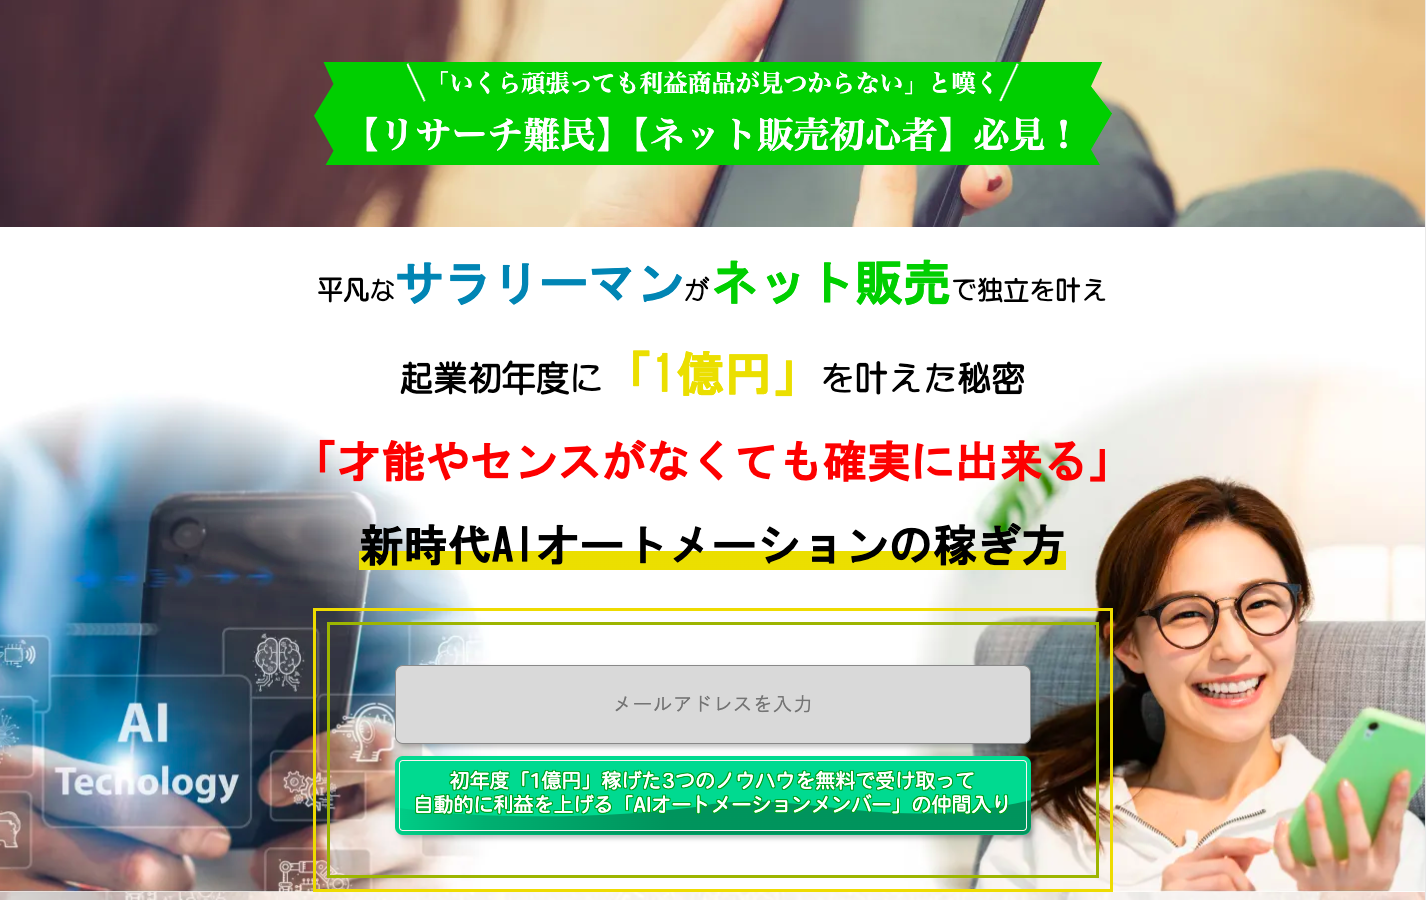 「いくら頑張っても利益商品が見つからない」と嘆く
【リサーチ難民】【ネット販売初心者】必見！
平凡なサラリーマンがネット販売で独立を叶え
起業初年度に「1億円」を叶えた秘密
「才能やセンスがなくても確実に出来る」
新時代AIオートメーションの稼ぎ方
メールアドレスを入力
初年度「1億円」稼げた3つのノウハウを無料で受け取って
自動的に利益を上げる「AIオートメーションメンバー」の仲間入り
AI
Techology
AI